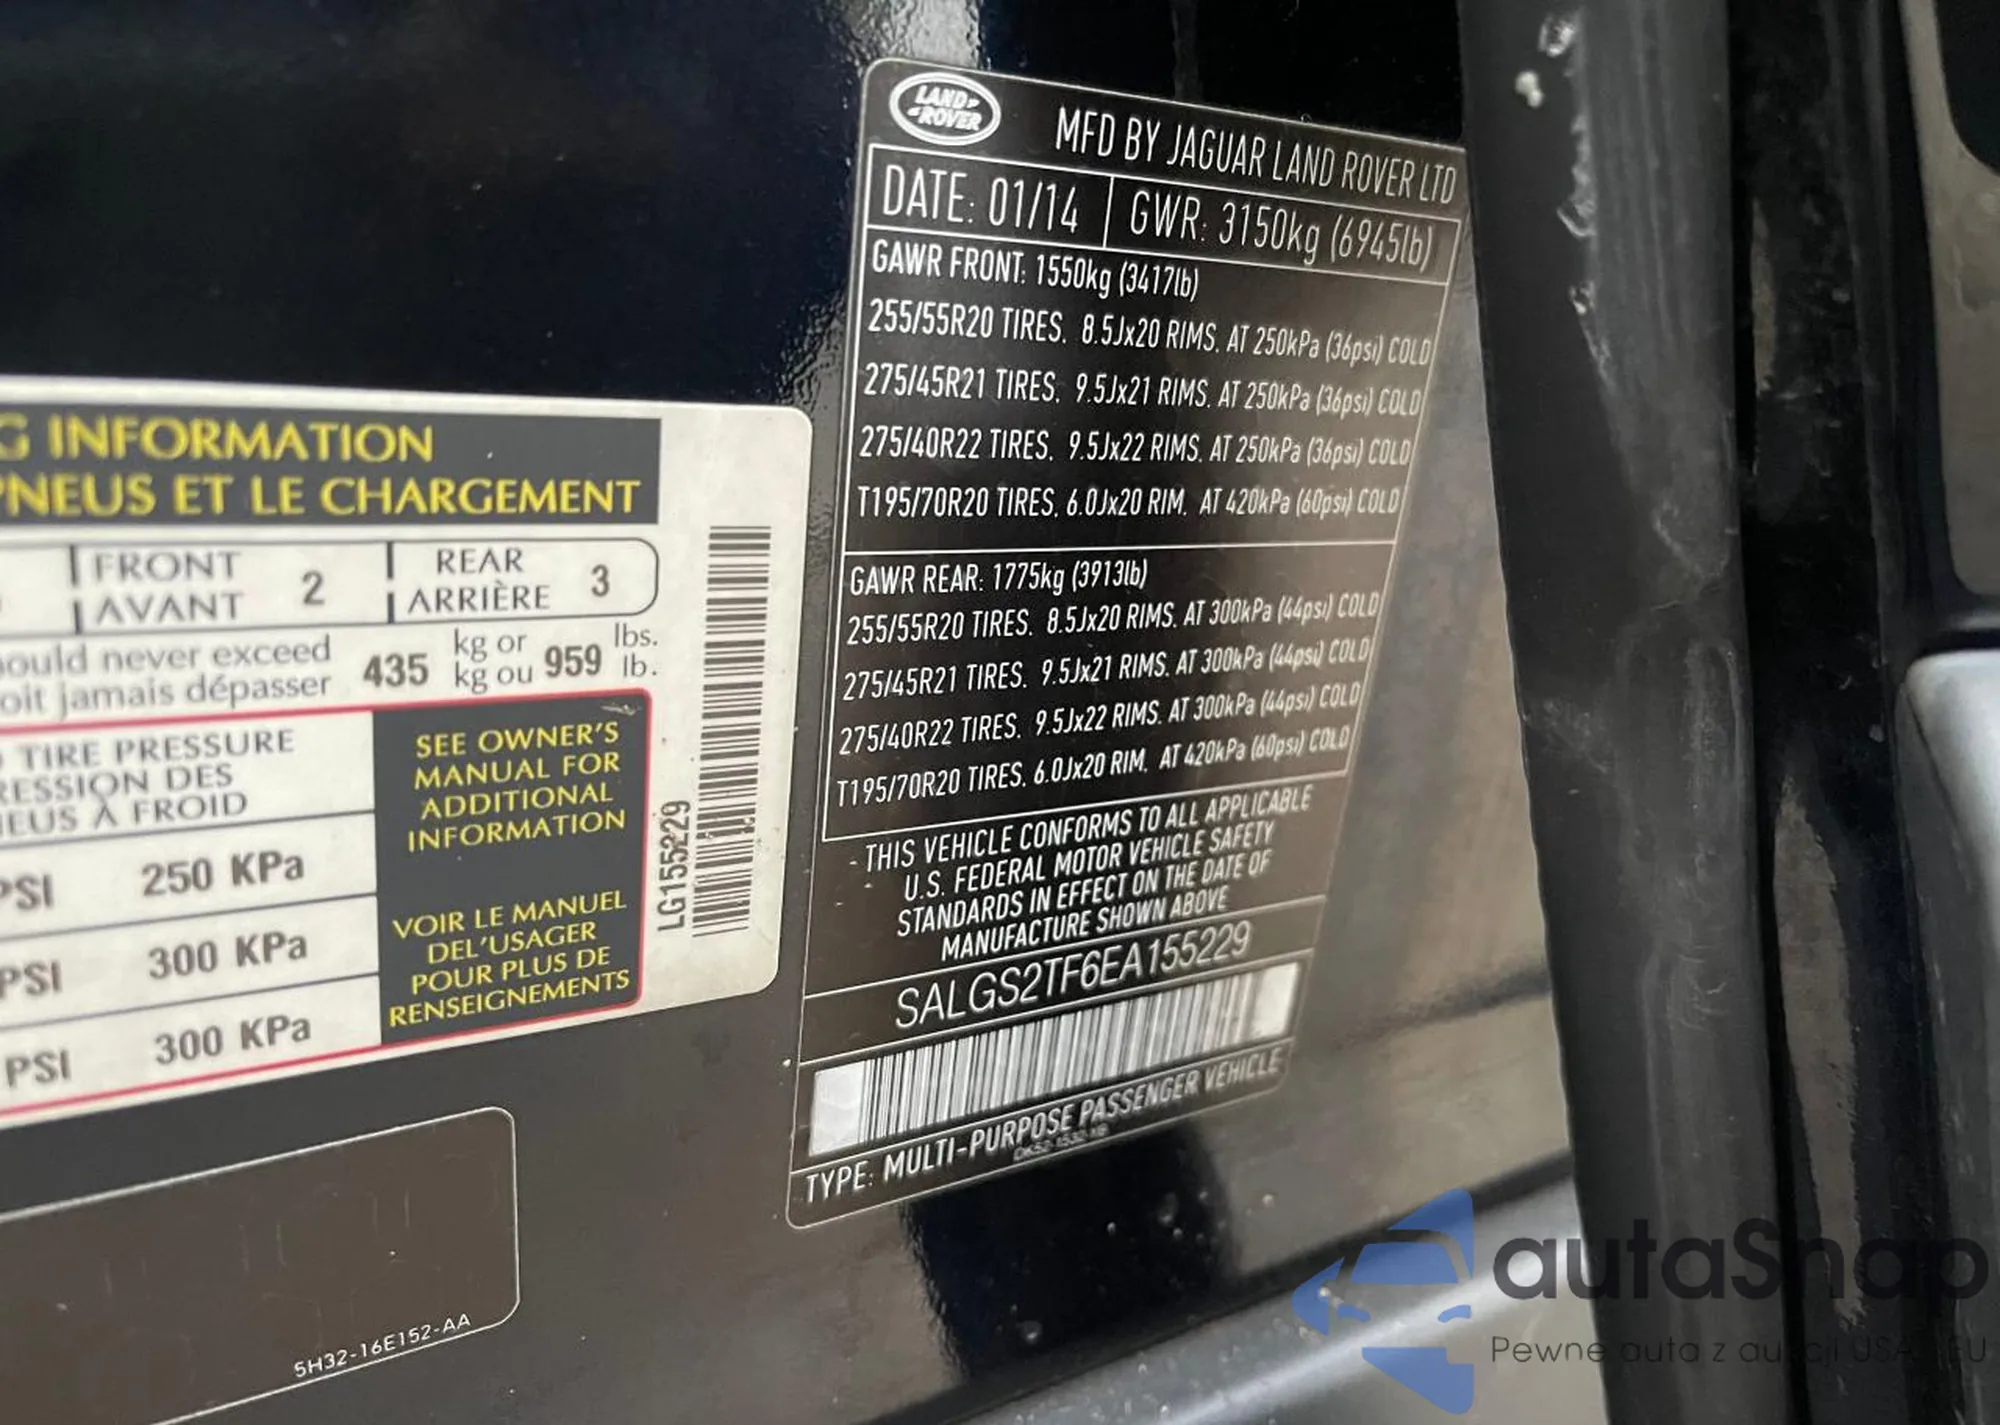 LAND
ROVER
MFD BY JAGUAR LAND ROVER LTD
DATE: 01/14 GWR: 3150kg (6945lb)
GAWR FRONT: 1550kg (3417lb)
255/55R20 TIRES. 8.5Jx20 RIMS. AT 250kPa (36psi) COLD
275/45R21 TIRES. 9.5Jx21 RIMS. AT 250kPa (36psi) COLD
275/40R22 TIRES. 9.5Jx22 RIMS. AT 250kPa (36psi) COLD
T195/70R20 TIRES. 6.0Jx20 RIM. AT 420kPa (60psi) COLD
GAWR REAR: 1775kg (3913lb)
255/55R20 TIRES. 8.5Jx20 RIMS. AT 300kPa (44psi) COLD
275/45R21 TIRES. 9.5Jx21 RIMS. AT 300kPa (44psi) COLD
275/40R22 TIRES. 9.5Jx22 RIMS. AT 300kPa (44psi) COLD
T195/70R20 TIRES. 6.0Jx20 RIM. AT 420kPa (60psi) COLD
THIS VEHICLE CONFORMS TO ALL APPLICABLE
U.S. FEDERAL MOTOR VEHICLE SAFETY
STANDARDS IN EFFECT ON THE DATE OF
MANUFACTURE SHOWN ABOVE
SALGS2TF6EA155229
TYPE: MULTI-PURPOSE PASSENGER VEHICLE
G INFORMATION
PNEUS ET LE CHARGEMENT
FRONT 2 REAR 3
AVANT ARRIÈRE
ould never exceed 435 kg or 959 lbs.
oit jamais dépasser kg ou lb.
TIRE PRESSURE
RESSION DES
NEUS À FROID
PSI 250 KPa
PSI 300 KPa
PSI 300 KPa
SEE OWNER'S
MANUAL FOR
ADDITIONAL
INFORMATION
VOIR LE MANUEL
DEL'USAGER
POUR PLUS DE
RENSEIGNEMENTS
LG155229
5H32-16E152-AA
autaSnap
Pewne auta z aukcji USA i EU